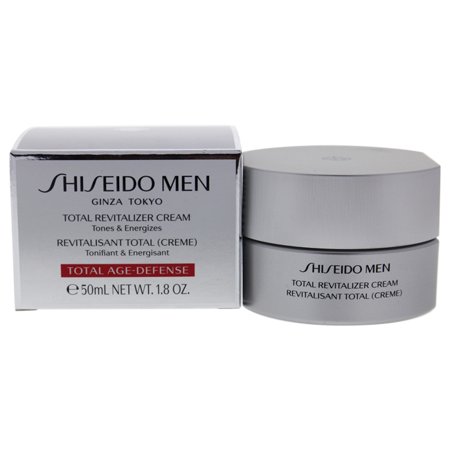 SHISEIDO MEN
GINZA TOKYO
TOTAL REVITALIZER CREAM
Tones & Energizes
REVITALISANT TOTAL (CREME)
Tonifiant & Energisant
TOTAL AGE-DEFENSE
℮50mL NET WT. 1.8 OZ.
SHISEIDO MEN
TOTAL REVITALIZER CREAM
REVITALISANT TOTAL (CREME)